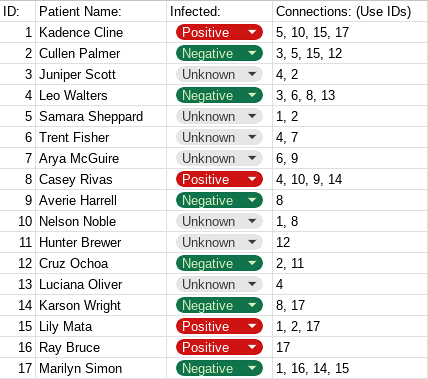 ID: Patient Name: Infected: Connections: (Use IDs)
1 Kadence Cline Positive 5, 10, 15, 17
2 Cullen Palmer Negative 3, 5, 15, 12
3 Juniper Scott Unknown 4, 2
4 Leo Walters Negative 3, 6, 8, 13
5 Samara Sheppard Unknown 1, 2
6 Trent Fisher Unknown 4, 7
7 Arya McGuire Unknown 6, 9
8 Casey Rivas Positive 4, 10, 9, 14
9 Averie Harrell Negative 8
10 Nelson Noble Unknown 1, 8
11 Hunter Brewer Unknown 12
12 Cruz Ochoa Negative 2, 11
13 Luciana Oliver Unknown 4
14 Karson Wright Negative 8, 17
15 Lily Mata Positive 1, 2, 17
16 Ray Bruce Positive 17
17 Marilyn Simon Negative 1, 16, 14, 15